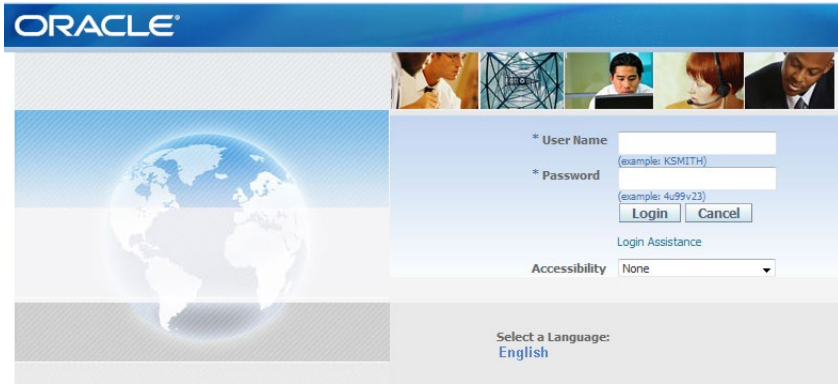 ORACLE®
* User Name
(example: KSMITH)
* Password
(example: 4u99v23)
Login Cancel
Login Assistance
Accessibility None
Select a Language:
English